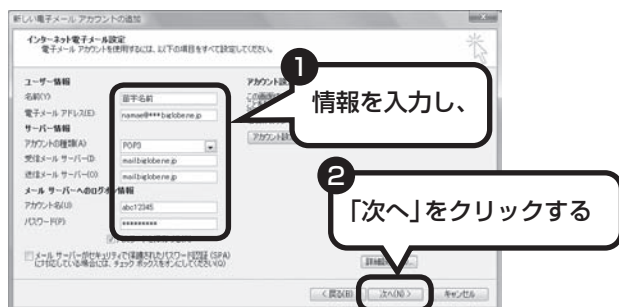 新しい電子メール アカウントの追加
インターネット電子メール設定
電子メール アカウントを使用するには、以下の項目をすべて設定してください。
ユーザー情報
名前(Y)
苗字名前
電子メール アドレス(E)
namae@***biglobe.ne.jp
サーバー情報
アカウントの種類(A)
POP3
受信メール サーバー(I)
mail.biglobe.ne.jp
送信メール サーバー(O)
mail.biglobe.ne.jp
メール サーバーへのログオン情報
アカウント名(U)
abc12345
パスワード(P)
*********
メール サーバーがセキュリティで保護されたパスワード認証 (SPA)
に対応している場合には、チェック ボックスをオンにしてください(Q)
1
情報を入力し、
2
「次へ」をクリックする
< 戻る(B)
次へ(N) >
キャンセル